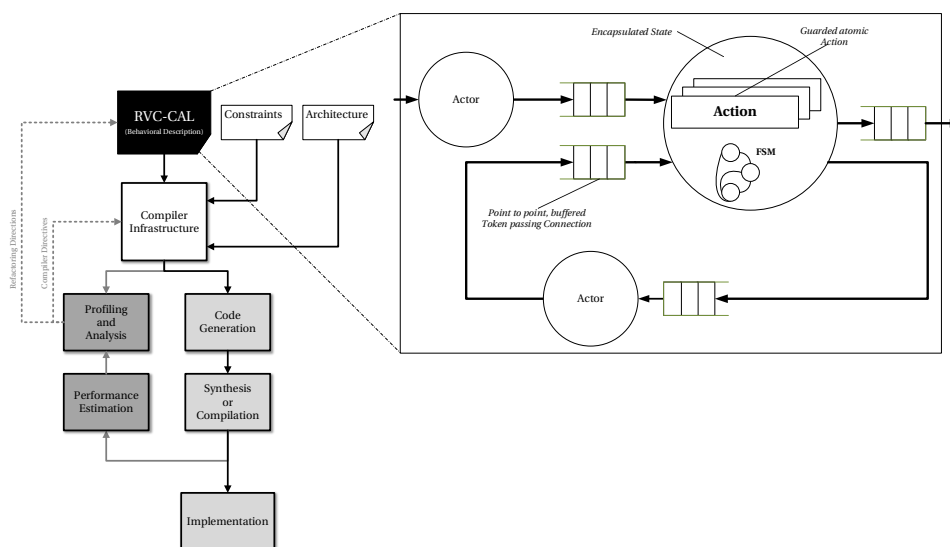 RVC-CAL
(Behavioral Description)
Constraints
Architecture
Compiler
Infrastructure
Refactoring Directions
Compiler Directives
Profiling
and
Analysis
Code
Generation
Performance
Estimation
Synthesis
or
Compilation
Implementation
Encapsulated State
Guarded atomic
Action
Actor
Action
FSM
Point to point, buffered
Token passing Connection
Actor